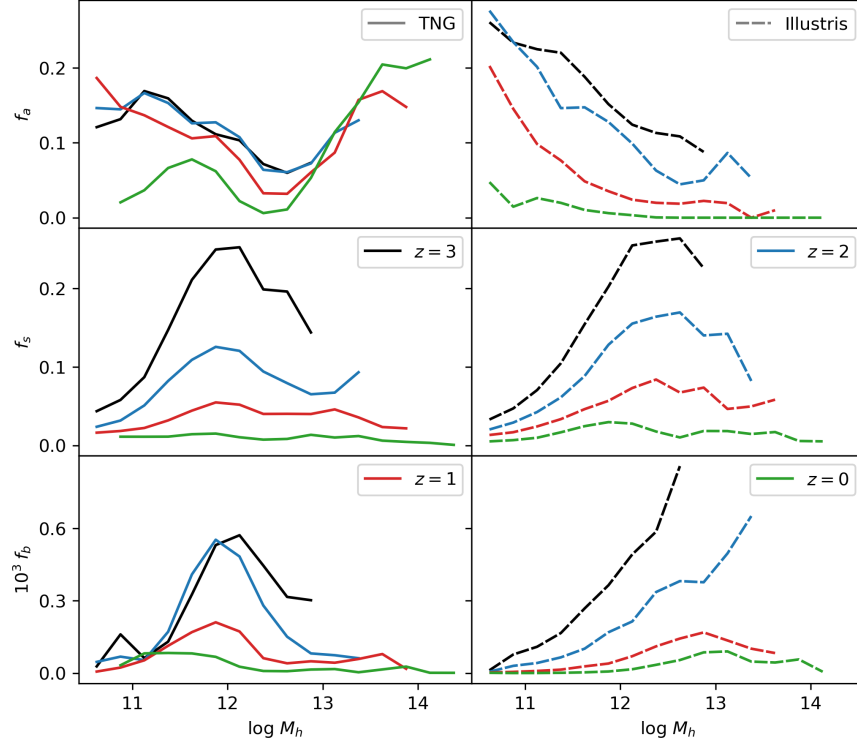 TNG
Illustris
0.2
0.1
0.0
f_a
z = 3
z = 2
0.2
0.1
0.0
f_s
z = 1
z = 0
0.6
0.3
0.0
10^3 f_b
11 12 13 14
11 12 13 14
log M_h
log M_h